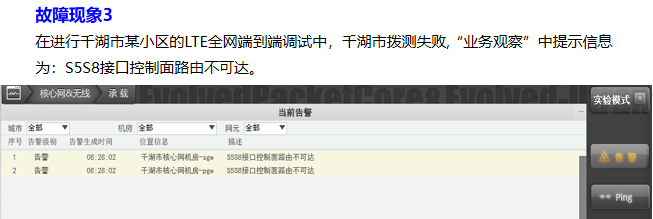 故障现象3
在进行千湖市某小区的LTE全网端到端调试中，千湖市拨测失败,“业务观察”中提示信息
为：S5S8接口控制面路由不可达。
核心网&无线 承 载
实验模式
当前告警
城市 全部 机房 全部 网元 全部
序号 告警级别 告警生成时间 位置信息 描述
1 告警 08:28:02 千湖市核心网机房-sgw S5S8接口控制面路由不可达
2 告警 08:28:02 千湖市核心网机房-pgw S5S8接口控制面路由不可达
告 警
Ping